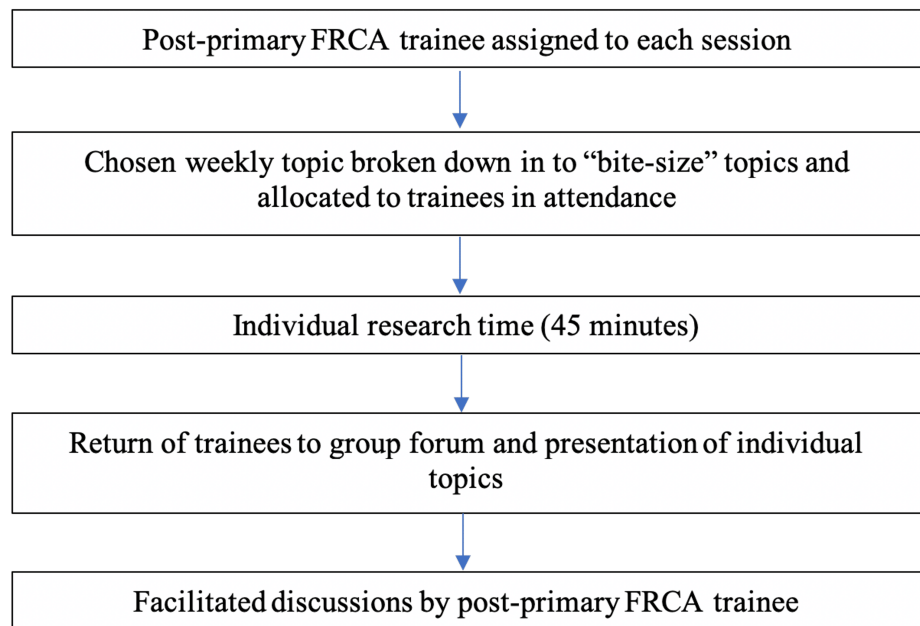 Post-primary FRCA trainee assigned to each session
Chosen weekly topic broken down in to “bite-size” topics and
allocated to trainees in attendance
Individual research time (45 minutes)
Return of trainees to group forum and presentation of individual
topics
Facilitated discussions by post-primary FRCA trainee